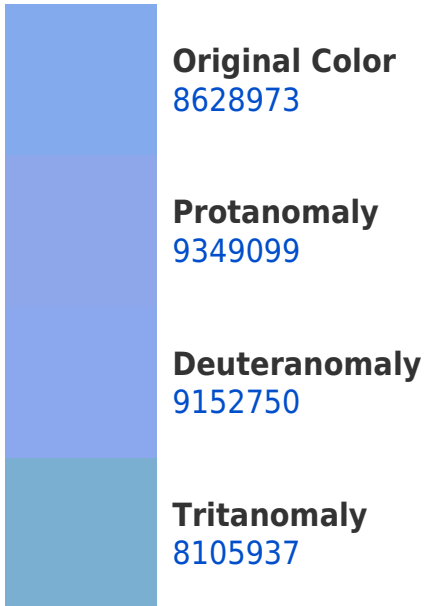 Original Color
8628973
Protanomaly
9349099
Deuteranomaly
9152750
Tritanomaly
8105937